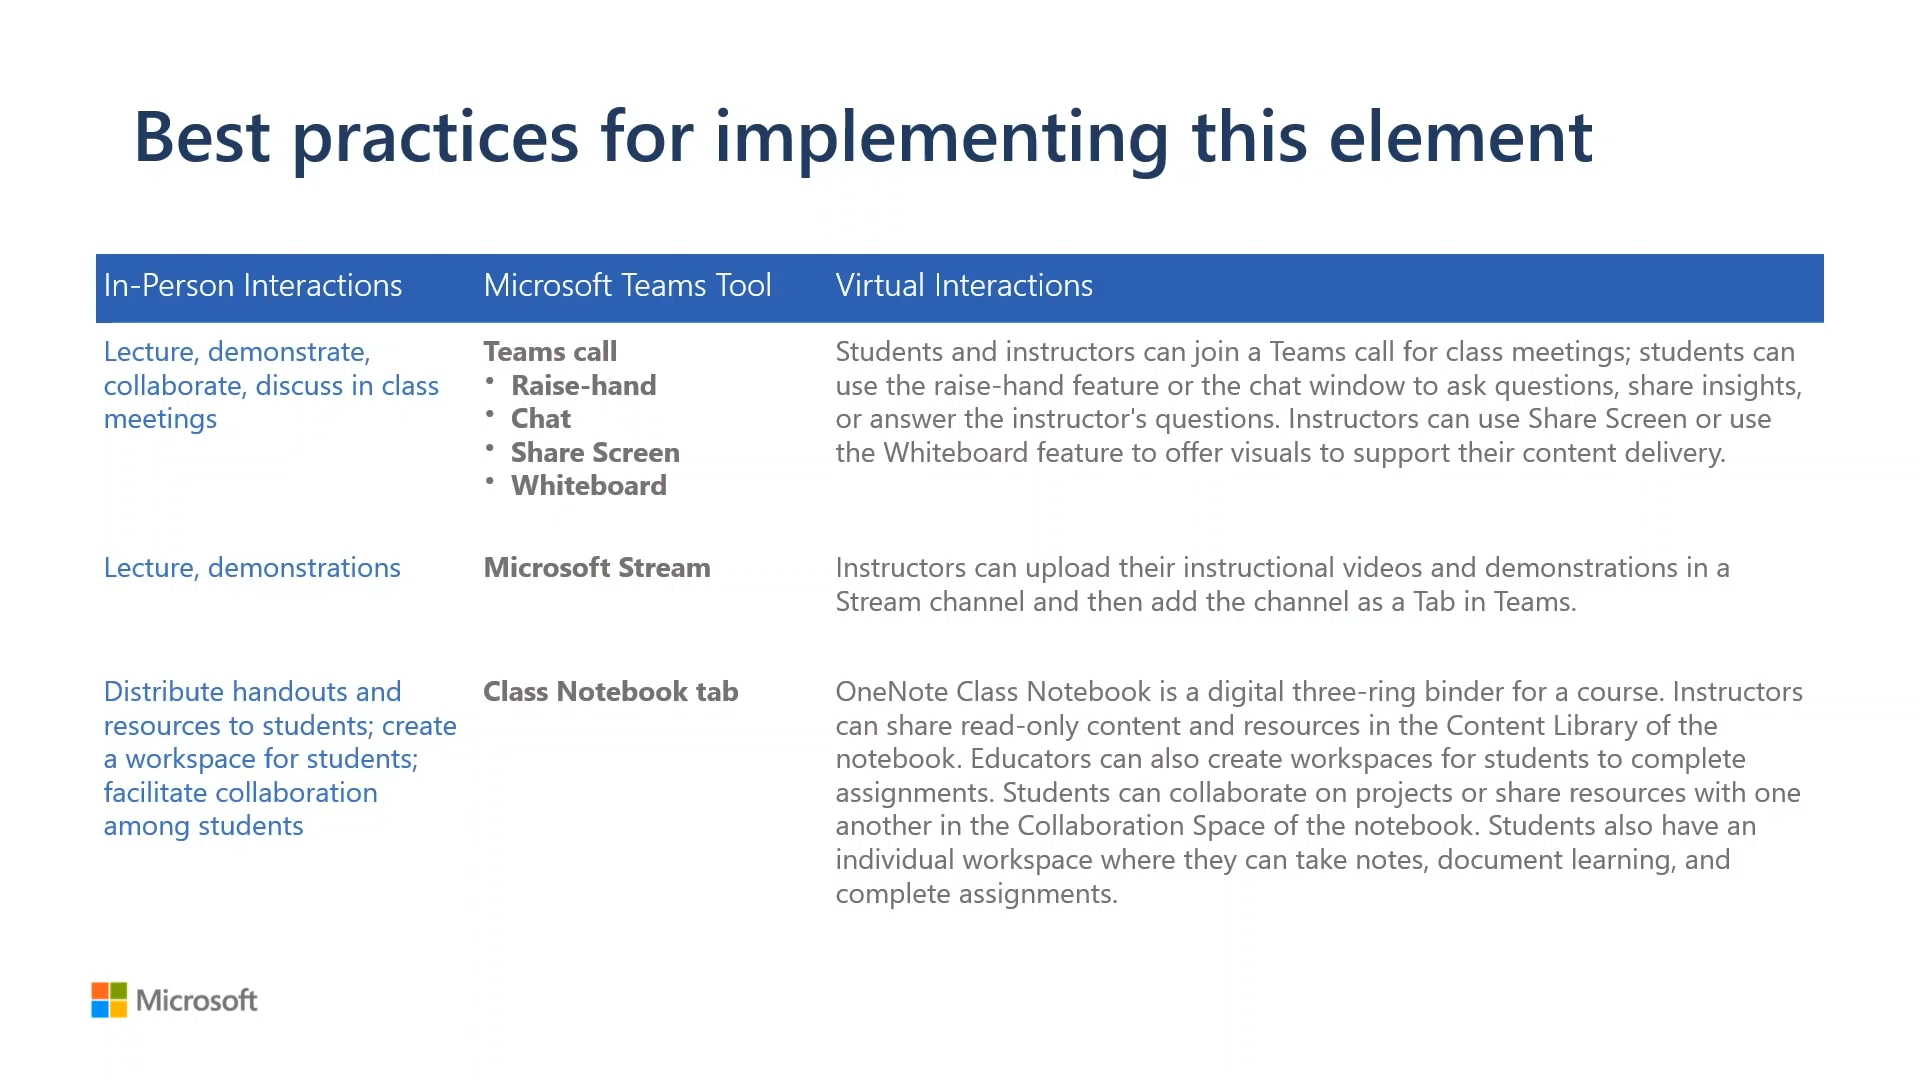 Best practices for implementing this element
In-Person Interactions
Microsoft Teams Tool
Virtual Interactions
Lecture, demonstrate,
collaborate, discuss in class
meetings
Teams call
• Raise-hand
• Chat
• Share Screen
• Whiteboard
Students and instructors can join a Teams call for class meetings; students can
use the raise-hand feature or the chat window to ask questions, share insights,
or answer the instructor's questions. Instructors can use Share Screen or use
the Whiteboard feature to offer visuals to support their content delivery.
Lecture, demonstrations
Microsoft Stream
Instructors can upload their instructional videos and demonstrations in a
Stream channel and then add the channel as a Tab in Teams.
Distribute handouts and
resources to students; create
a workspace for students;
facilitate collaboration
among students
Class Notebook tab
OneNote Class Notebook is a digital three-ring binder for a course. Instructors
can share read-only content and resources in the Content Library of the
notebook. Educators can also create workspaces for students to complete
assignments. Students can collaborate on projects or share resources with one
another in the Collaboration Space of the notebook. Students also have an
individual workspace where they can take notes, document learning, and
complete assignments.
Microsoft